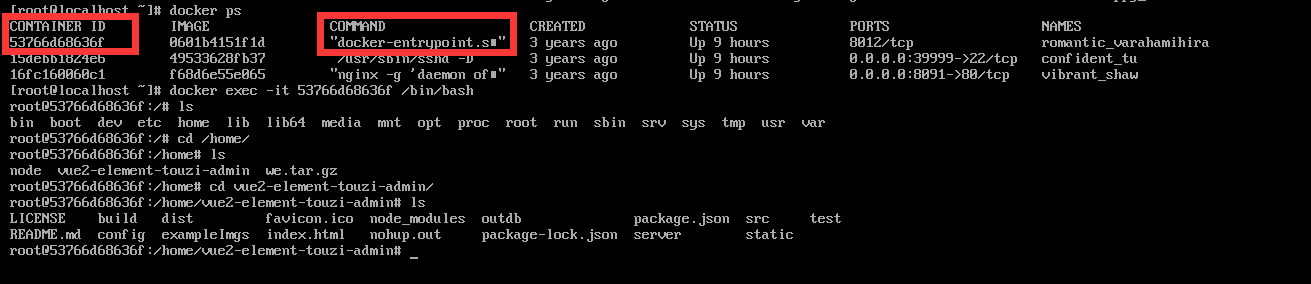 [root@localhost ~]# docker ps
CONTAINER ID IMAGE COMMAND CREATED STATUS PORTS NAMES
53766d68636f 0601b4151f1d "docker-entrypoint.s" 3 years ago Up 9 hours 8012/tcp romantic_varahamihira
15debb1824e6 49533628fb37 "/usr/sbin/sshd -D" 3 years ago Up 9 hours 0.0.0.0:39999->22/tcp confident_tu
16fc160060c1 f68d6e55e065 "nginx -g 'daemon of" 3 years ago Up 9 hours 0.0.0.0:8091->80/tcp vibrant_shaw
[root@localhost ~]# docker exec -it 53766d68636f /bin/bash
root@53766d68636f:/# ls
bin boot dev etc home lib lib64 media mnt opt proc root run sbin srv sys tmp usr var
root@53766d68636f:/# cd /home/
root@53766d68636f:/home# ls
node vue2-element-touzi-admin we.tar.gz
root@53766d68636f:/home# cd vue2-element-touzi-admin/
root@53766d68636f:/home/vue2-element-touzi-admin# ls
LICENSE build dist favicon.ico node_modules outdb package.json src test
README.md config exampleImgs index.html nohup.out package-lock.json server static
root@53766d68636f:/home/vue2-element-touzi-admin# _